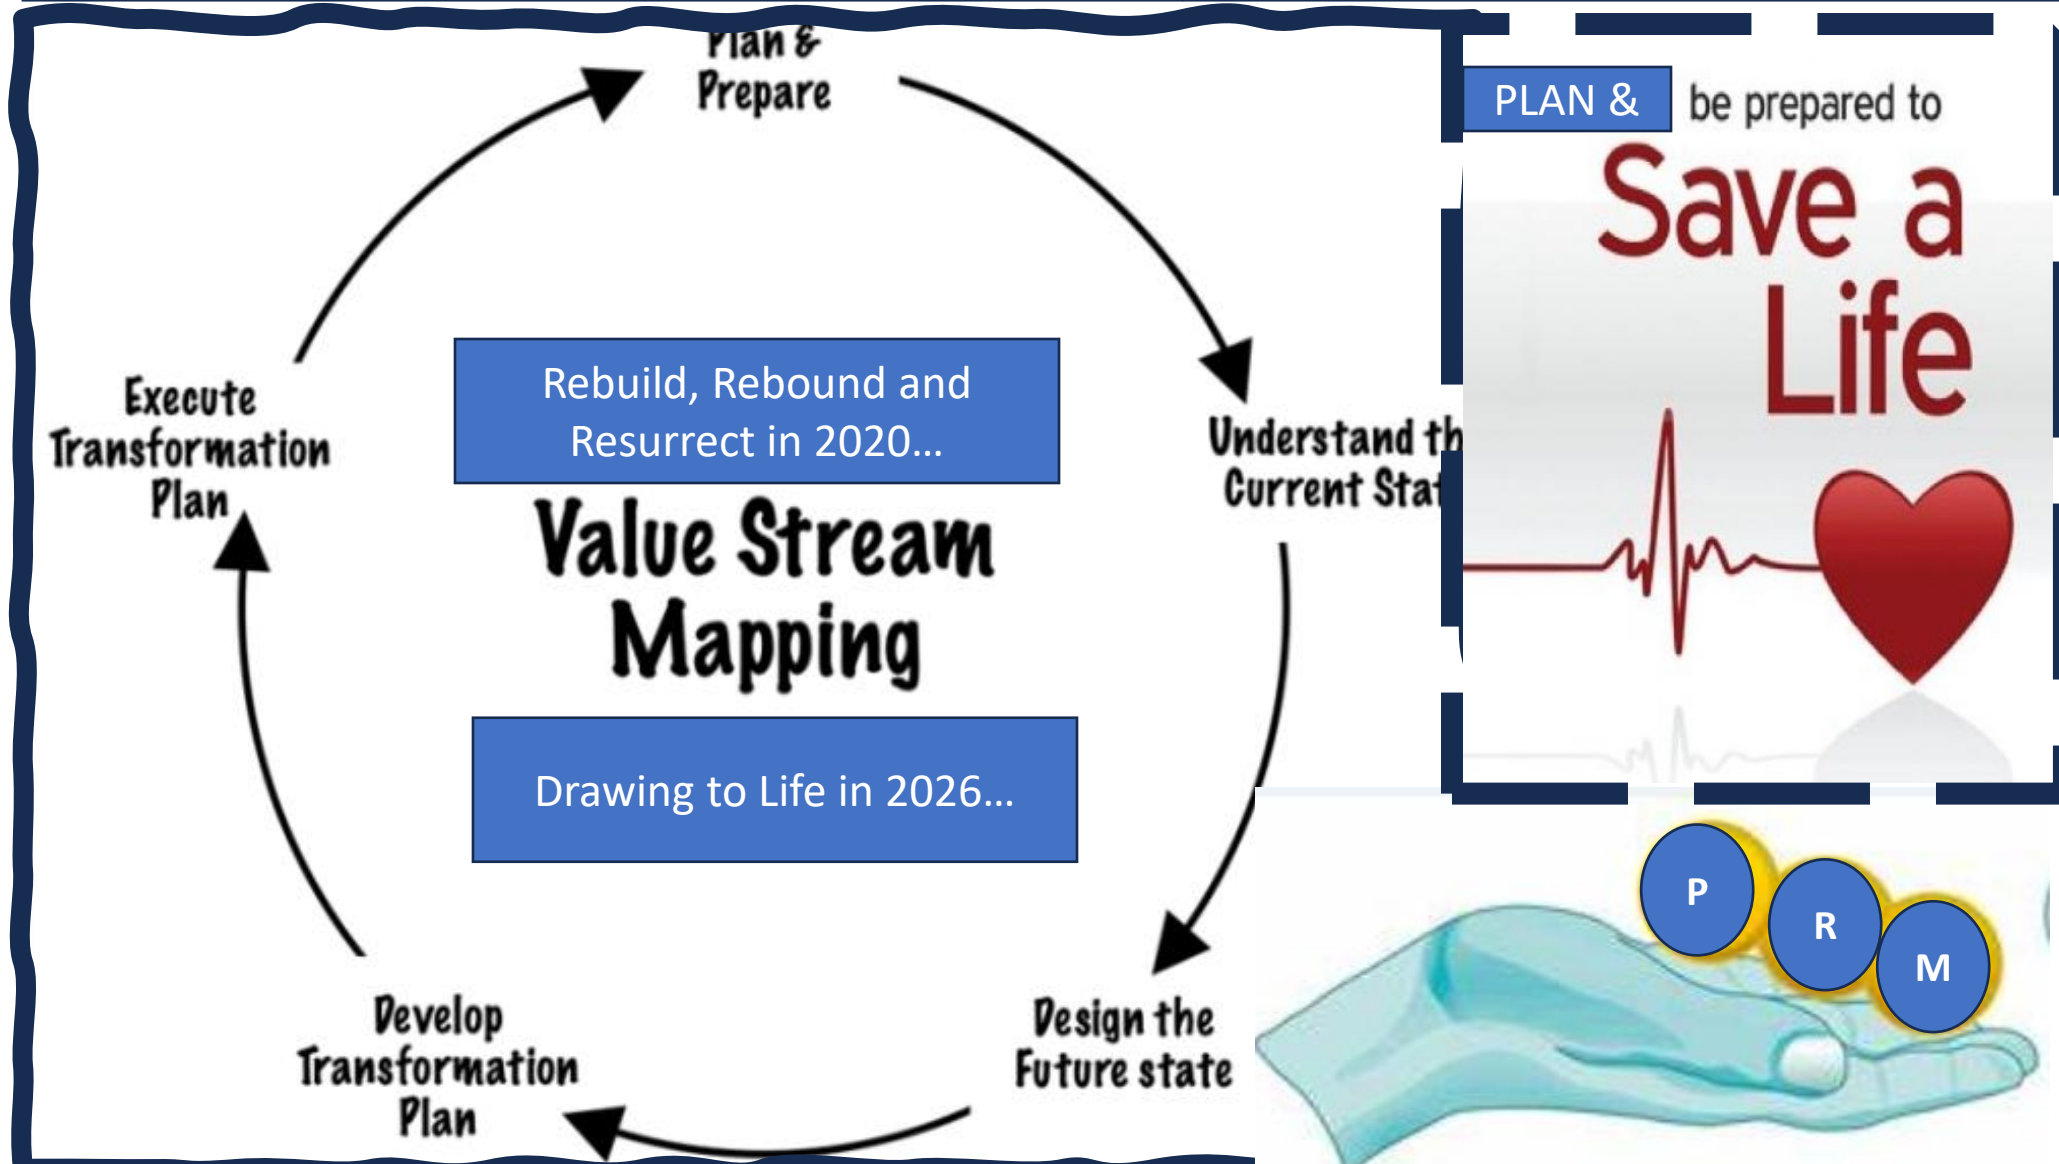 Plan &
Prepare
Understand th
Current Stat
Design the
Future state
Develop
Transformation
Plan
Execute
Transformation
Plan
Rebuild, Rebound and
Resurrect in 2020…
Value Stream
Mapping
Drawing to Life in 2026…
PLAN & be prepared to
Save a
Life
P
R
M